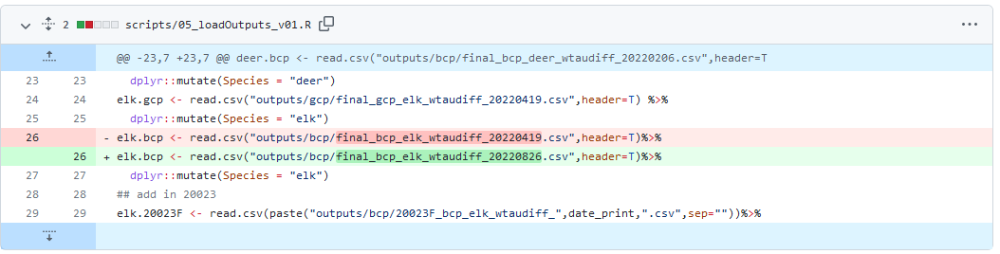 2 scripts/05_loadOutputs_v01.R
@@ -23,7 +23,7 @@ deer.bcp <- read.csv("outputs/bcp/final_bcp_deer_wtaudiff_20220206.csv",header=T
23 23 dplyr::mutate(Species = "deer")
24 24 elk.gcp <- read.csv("outputs/gcp/final_gcp_elk_wtaudiff_20220419.csv",header=T) %>%
25 25 dplyr::mutate(Species = "elk")
26 - elk.bcp <- read.csv("outputs/bcp/final_bcp_elk_wtaudiff_20220419.csv",header=T)%>%
26 + elk.bcp <- read.csv("outputs/bcp/final_bcp_elk_wtaudiff_20220826.csv",header=T)%>%
27 27 dplyr::mutate(Species = "elk")
28 28 ## add in 20023
29 29 elk.20023F <- read.csv(paste("outputs/bcp/20023F_bcp_elk_wtaudiff_",date_print,".csv",sep=""))%>%